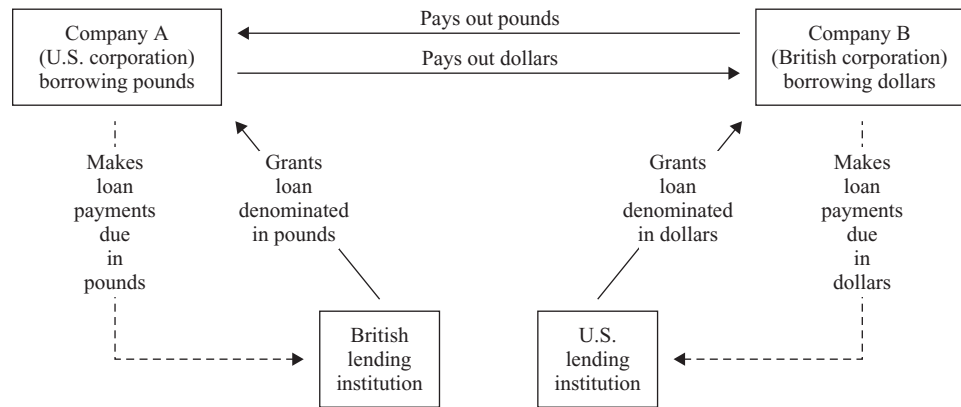 Pays out pounds
Company A
(U.S. corporation)
borrowing pounds
Pays out dollars
Company B
(British corporation)
borrowing dollars
Makes
loan
payments
due
in
pounds
Grants
loan
denominated
in pounds
Grants
loan
denominated
in dollars
Makes
loan
payments
due
in
dollars
British
lending
institution
U.S.
lending
institution